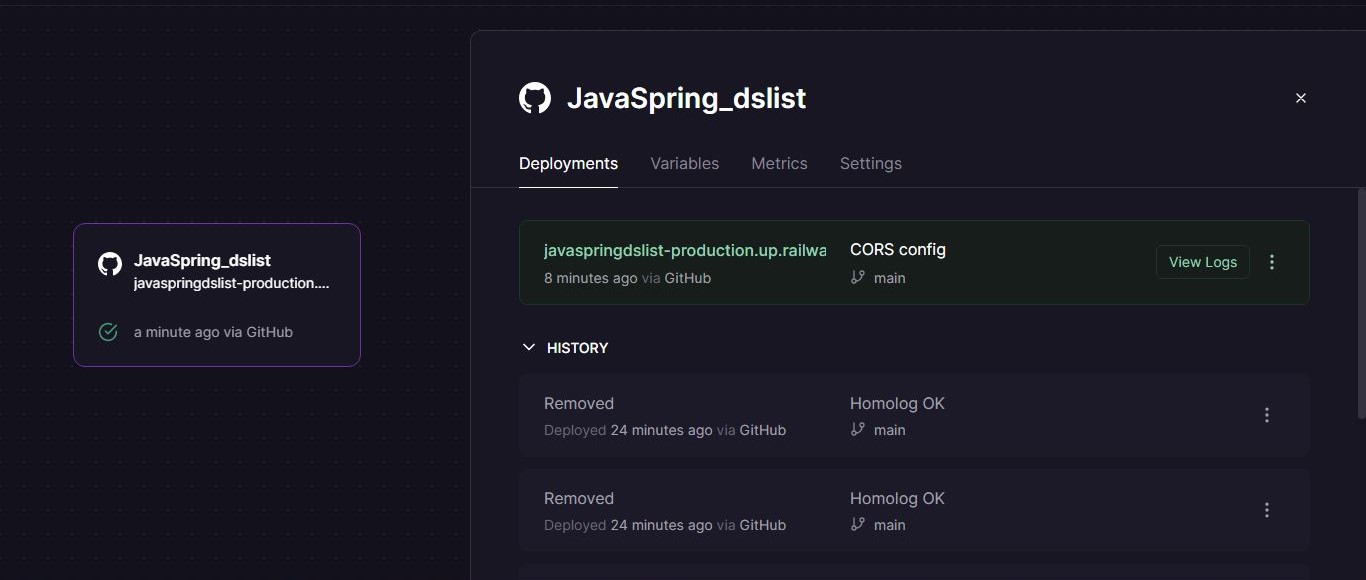 JavaSpring_dslist
javaspringdslist-production....
a minute ago via GitHub
JavaSpring_dslist
Deployments Variables Metrics Settings
javaspringdslist-production.up.railwa CORS config
8 minutes ago via GitHub main
View Logs
HISTORY
Removed Homolog OK
Deployed 24 minutes ago via GitHub main
Removed Homolog OK
Deployed 24 minutes ago via GitHub main